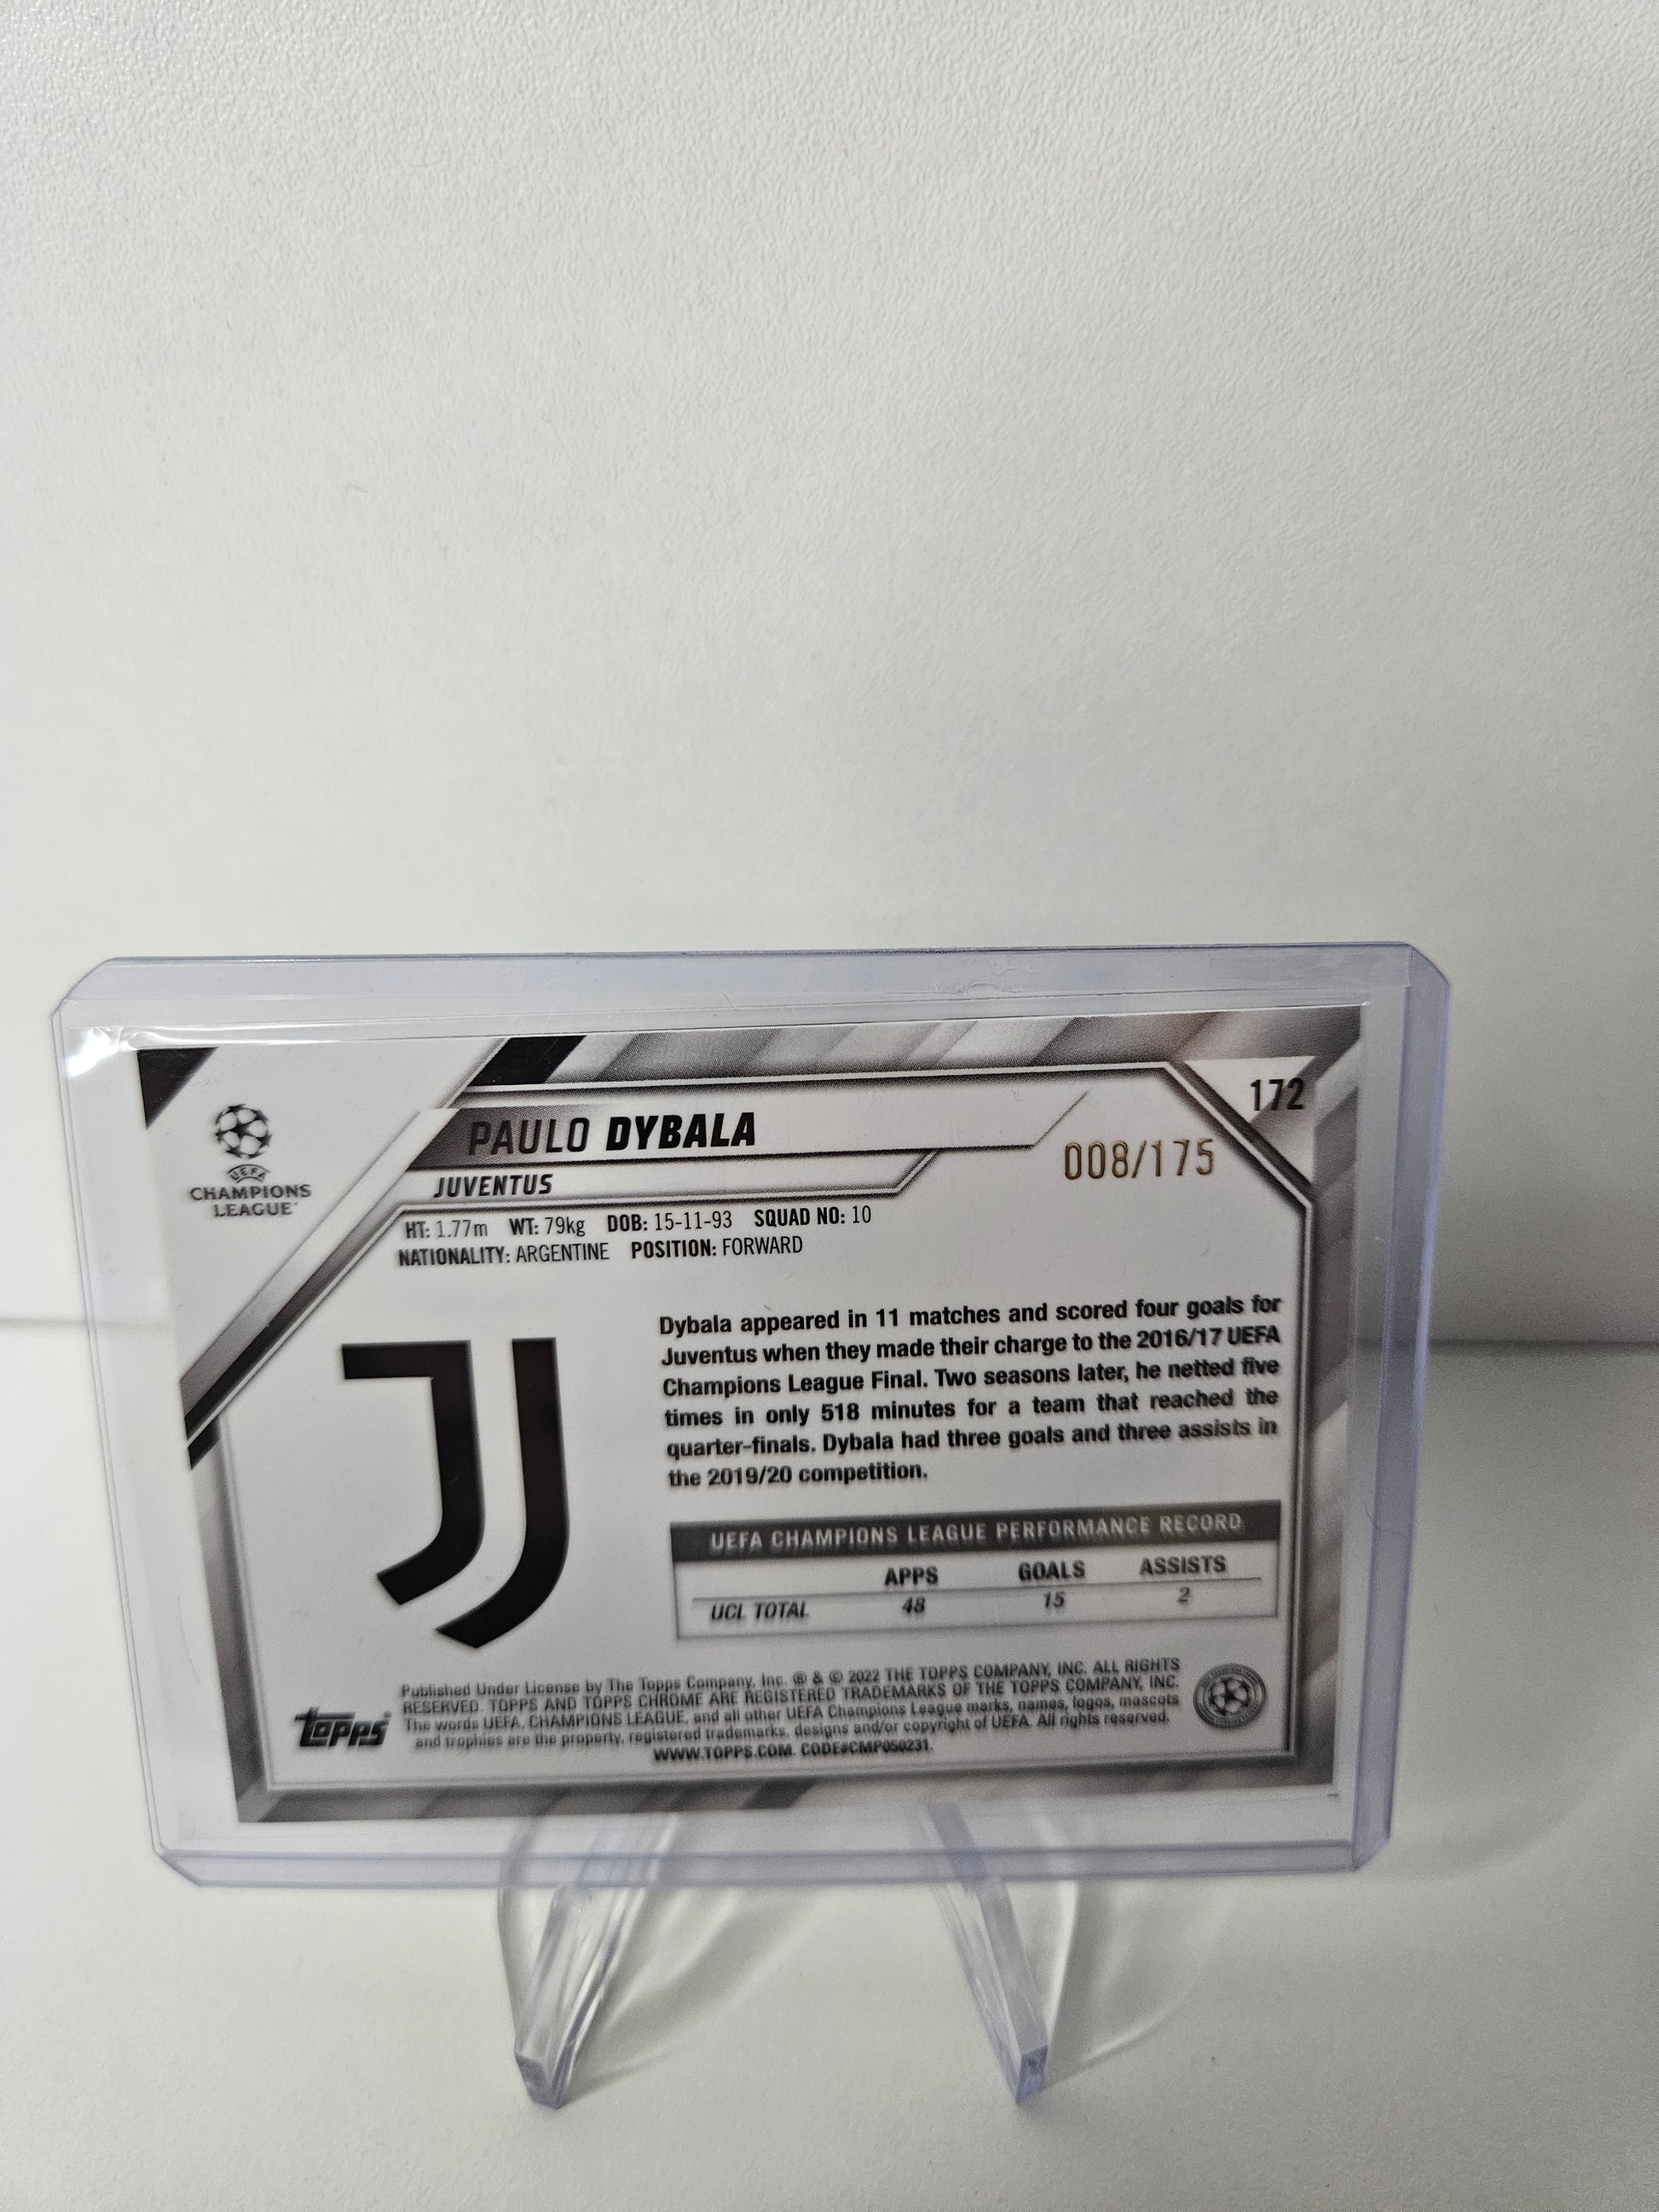 172
PAULO DYBALA
008/175
JUVENTUS
UEFA
CHAMPIONS
LEAGUE
HT: 1.77m WT: 79kg DOB: 15-11-93 SQUAD NO: 10
NATIONALITY: ARGENTINE POSITION: FORWARD
Dybala appeared in 11 matches and scored four goals for
Juventus when they made their charge to the 2016/17 UEFA
Champions League Final. Two seasons later, he netted five
times in only 518 minutes for a team that reached the
quarter-finals. Dybala had three goals and three assists in
the 2019/20 competition.
UEFA CHAMPIONS LEAGUE PERFORMANCE RECORD
APPS GOALS ASSISTS
UCL TOTAL 48 15 2
Published Under License by The Topps Company, Inc. ® & © 2022 THE TOPPS COMPANY, INC. ALL RIGHTS
RESERVED. TOPPS AND TOPPS CHROME ARE REGISTERED TRADEMARKS OF THE TOPPS COMPANY, INC.
The words UEFA, CHAMPIONS LEAGUE, and all other UEFA Champions League marks, names, logos, mascots
and trophies are the property, registered trademarks, designs and/or copyright of UEFA. All rights reserved.
WWW.TOPPS.COM. CODE#CMP050231.
topps